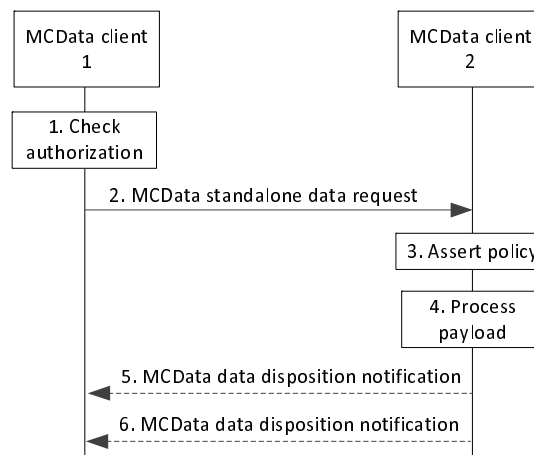 MCData client
1
MCData client
2
1. Check
authorization
2. MCData standalone data request
3. Assert policy
4. Process
payload
5. MCData data disposition notification
6. MCData data disposition notification